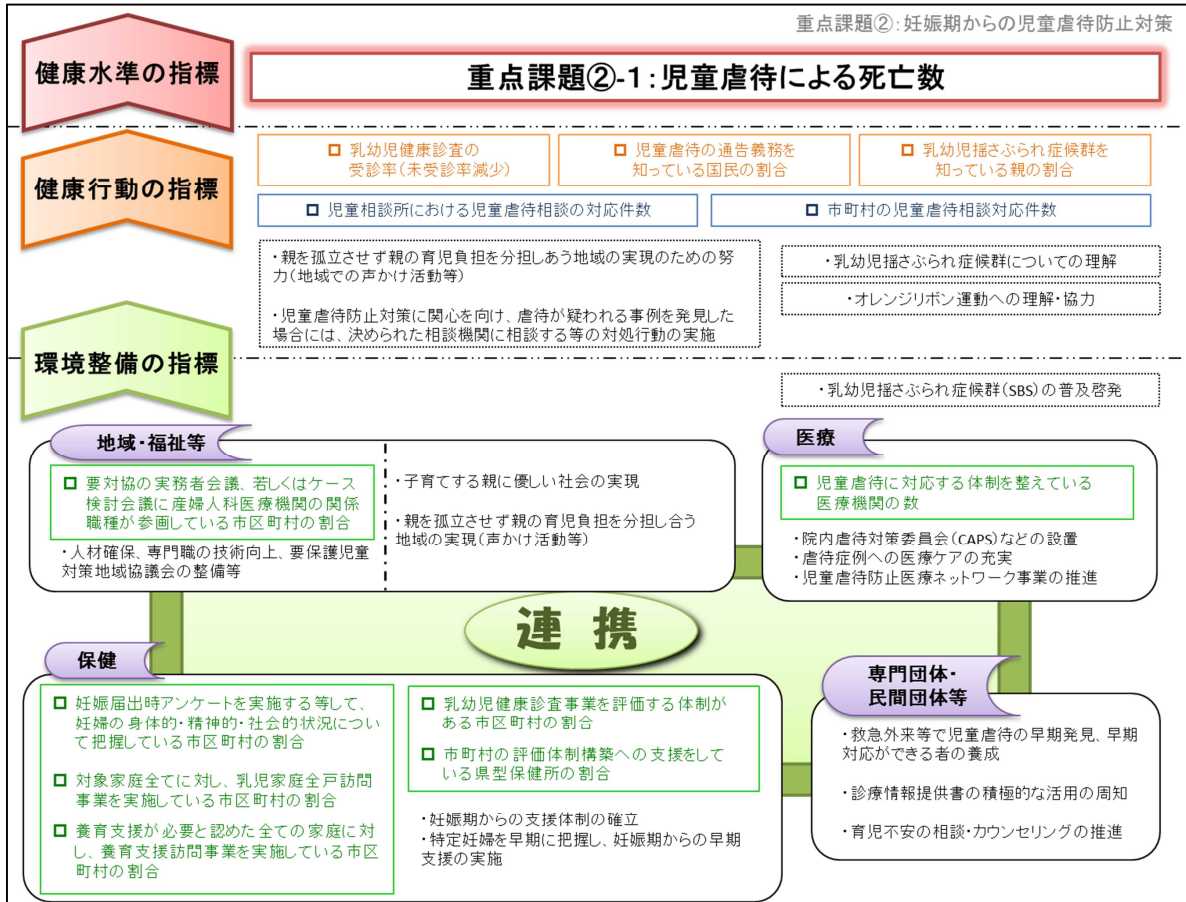 重点課題②：妊娠期からの児童虐待防止対策
健康水準の指標
重点課題②-1：児童虐待による死亡数
健康行動の指標
乳幼児健康診査の
受診率（未受診率減少）
児童虐待の通告義務を
知っている国民の割合
乳幼児揺さぶられ症候群を
知っている親の割合
児童相談所における児童虐待相談の対応件数
市町村の児童虐待相談対応件数
・親を孤立させず親の育児負担を分担しあう地域の実現のための努
力（地域での声かけ活動等）
・児童虐待防止対策に関心を向け、虐待が疑われる事例を発見した
場合には、決められた相談機関に相談する等の対処行動の実施
・乳幼児揺さぶられ症候群についての理解
・オレンジリボン運動への理解・協力
環境整備の指標
・乳幼児揺さぶられ症候群（SBS）の普及啓発
地域・福祉等
要対協の実務者会議、若しくはケース
検討会議に産婦人科医療機関の関係
職種が参画している市区町村の割合
・人材確保、専門職の技術向上、要保護児童
対策地域協議会の整備等
・子育てする親に優しい社会の実現
・親を孤立させず親の育児負担を分担し合う
地域の実現（声かけ活動等）
医療
児童虐待に対応する体制を整えている
医療機関の数
・院内虐待対策委員会（CAPS）などの設置
・虐待症例への医療ケアの充実
・児童虐待防止医療ネットワーク事業の推進
連携
保健
妊娠届出時アンケートを実施する等して、
妊婦の身体的・精神的・社会的状況につい
て把握している市区町村の割合
対象家庭全てに対し、乳児家庭全戸訪問
事業を実施している市区町村の割合
養育支援が必要と認めた全ての家庭に対
し、養育支援訪問事業を実施している市区
町村の割合
乳幼児健康診査事業を評価する体制が
ある市区町村の割合
市町村の評価体制構築への支援をして
いる県型保健所の割合
・妊娠期からの支援体制の確立
・特定妊婦を早期に把握し、妊娠期からの早期
支援の実施
専門団体・
民間団体等
・救急外来等で児童虐待の早期発見、早期
対応ができる者の養成
・診療情報提供書の積極的な活用の周知
・育児不安の相談・カウンセリングの推進